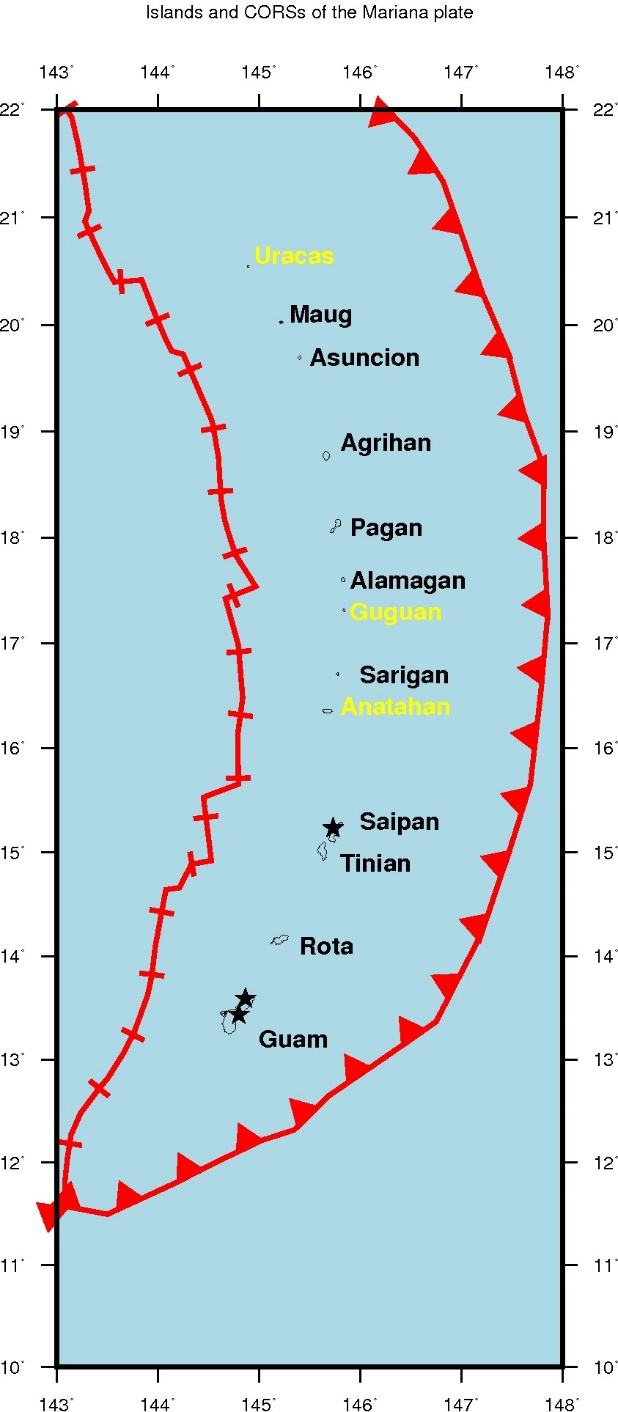 Islands and CORSs of the Mariana plate
143° 144° 145° 146° 147° 148°
22° 22°
21° 21°
Uracas
20° 20°
Maug
Asuncion
19° 19°
Agrihan
18° 18°
Pagan
Alamagan
Guguan
17° 17°
Sarigan
Anatahan
16° 16°
Saipan
15° 15°
Tinian
14° 14°
Rota
13° 13°
Guam
12° 12°
11° 11°
10° 10°
143° 144° 145° 146° 147° 148°